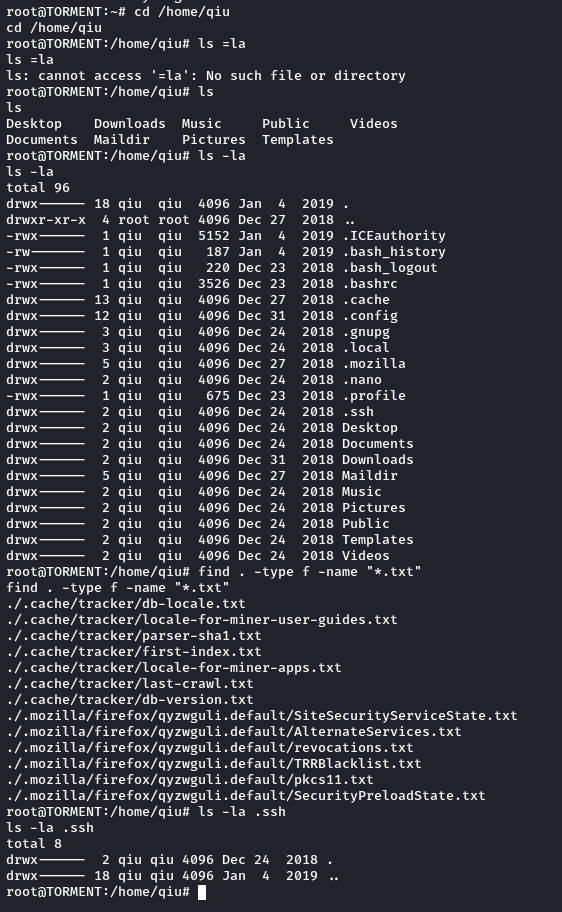 root@TORMENT:~# cd /home/qiu
cd /home/qiu
root@TORMENT:/home/qiu# ls =la
ls =la
ls: cannot access '=la': No such file or directory
root@TORMENT:/home/qiu# ls
ls
Desktop    Downloads  Music     Public     Videos
Documents  Maildir    Pictures  Templates
root@TORMENT:/home/qiu# ls -la
ls -la
total 96
drwx------ 18 qiu  qiu  4096 Jan  4  2019 .
drwxr-xr-x  4 root root 4096 Dec 27  2018 ..
-rwx------  1 qiu  qiu  5152 Jan  4  2019 .ICEauthority
-rw-------  1 qiu  qiu   187 Jan  4  2019 .bash_history
-rwx------  1 qiu  qiu   220 Dec 23  2018 .bash_logout
-rwx------  1 qiu  qiu  3526 Dec 23  2018 .bashrc
drwx------ 13 qiu  qiu  4096 Dec 27  2018 .cache
drwx------ 12 qiu  qiu  4096 Dec 31  2018 .config
drwx------  3 qiu  qiu  4096 Dec 24  2018 .gnupg
drwx------  3 qiu  qiu  4096 Dec 24  2018 .local
drwx------  5 qiu  qiu  4096 Dec 27  2018 .mozilla
drwx------  2 qiu  qiu  4096 Dec 24  2018 .nano
-rwx------  1 qiu  qiu   675 Dec 23  2018 .profile
drwx------  2 qiu  qiu  4096 Dec 24  2018 .ssh
drwx------  2 qiu  qiu  4096 Dec 24  2018 Desktop
drwx------  2 qiu  qiu  4096 Dec 24  2018 Documents
drwx------  2 qiu  qiu  4096 Dec 31  2018 Downloads
drwx------  5 qiu  qiu  4096 Dec 27  2018 Maildir
drwx------  2 qiu  qiu  4096 Dec 24  2018 Music
drwx------  2 qiu  qiu  4096 Dec 24  2018 Pictures
drwx------  2 qiu  qiu  4096 Dec 24  2018 Public
drwx------  2 qiu  qiu  4096 Dec 24  2018 Templates
drwx------  2 qiu  qiu  4096 Dec 24  2018 Videos
root@TORMENT:/home/qiu# find . -type f -name "*.txt"
find . -type f -name "*.txt"
./.cache/tracker/db-locale.txt
./.cache/tracker/locale-for-miner-user-guides.txt
./.cache/tracker/parser-sha1.txt
./.cache/tracker/first-index.txt
./.cache/tracker/locale-for-miner-apps.txt
./.cache/tracker/last-crawl.txt
./.cache/tracker/db-version.txt
./.mozilla/firefox/qyzwguli.default/SiteSecurityServiceState.txt
./.mozilla/firefox/qyzwguli.default/AlternateServices.txt
./.mozilla/firefox/qyzwguli.default/revocations.txt
./.mozilla/firefox/qyzwguli.default/TRRBlacklist.txt
./.mozilla/firefox/qyzwguli.default/pkcs11.txt
./.mozilla/firefox/qyzwguli.default/SecurityPreloadState.txt
root@TORMENT:/home/qiu# ls -la .ssh
ls -la .ssh
total 8
drwx------  2 qiu qiu 4096 Dec 24  2018 .
drwx------ 18 qiu qiu 4096 Jan  4  2019 ..
root@TORMENT:/home/qiu#